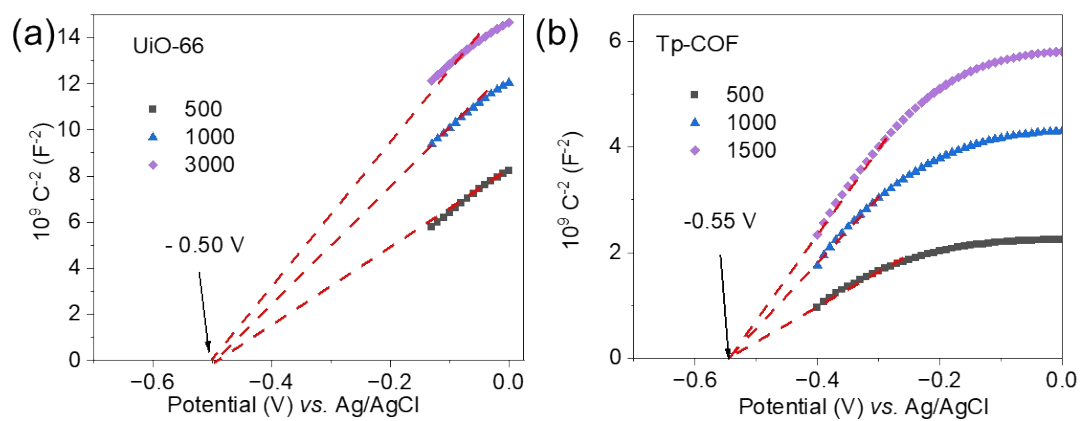 (a)
UiO-66
500
1000
3000
- 0.50 V
10⁹ C⁻² (F⁻²)
14
12
10
8
6
4
2
0
−0.6
−0.4
−0.2
0.0
Potential (V) vs. Ag/AgCl
(b)
Tp-COF
500
1000
1500
-0.55 V
10⁹ C⁻² (F⁻²)
6
4
2
0
−0.6
−0.4
−0.2
0.0
Potential (V) vs. Ag/AgCl